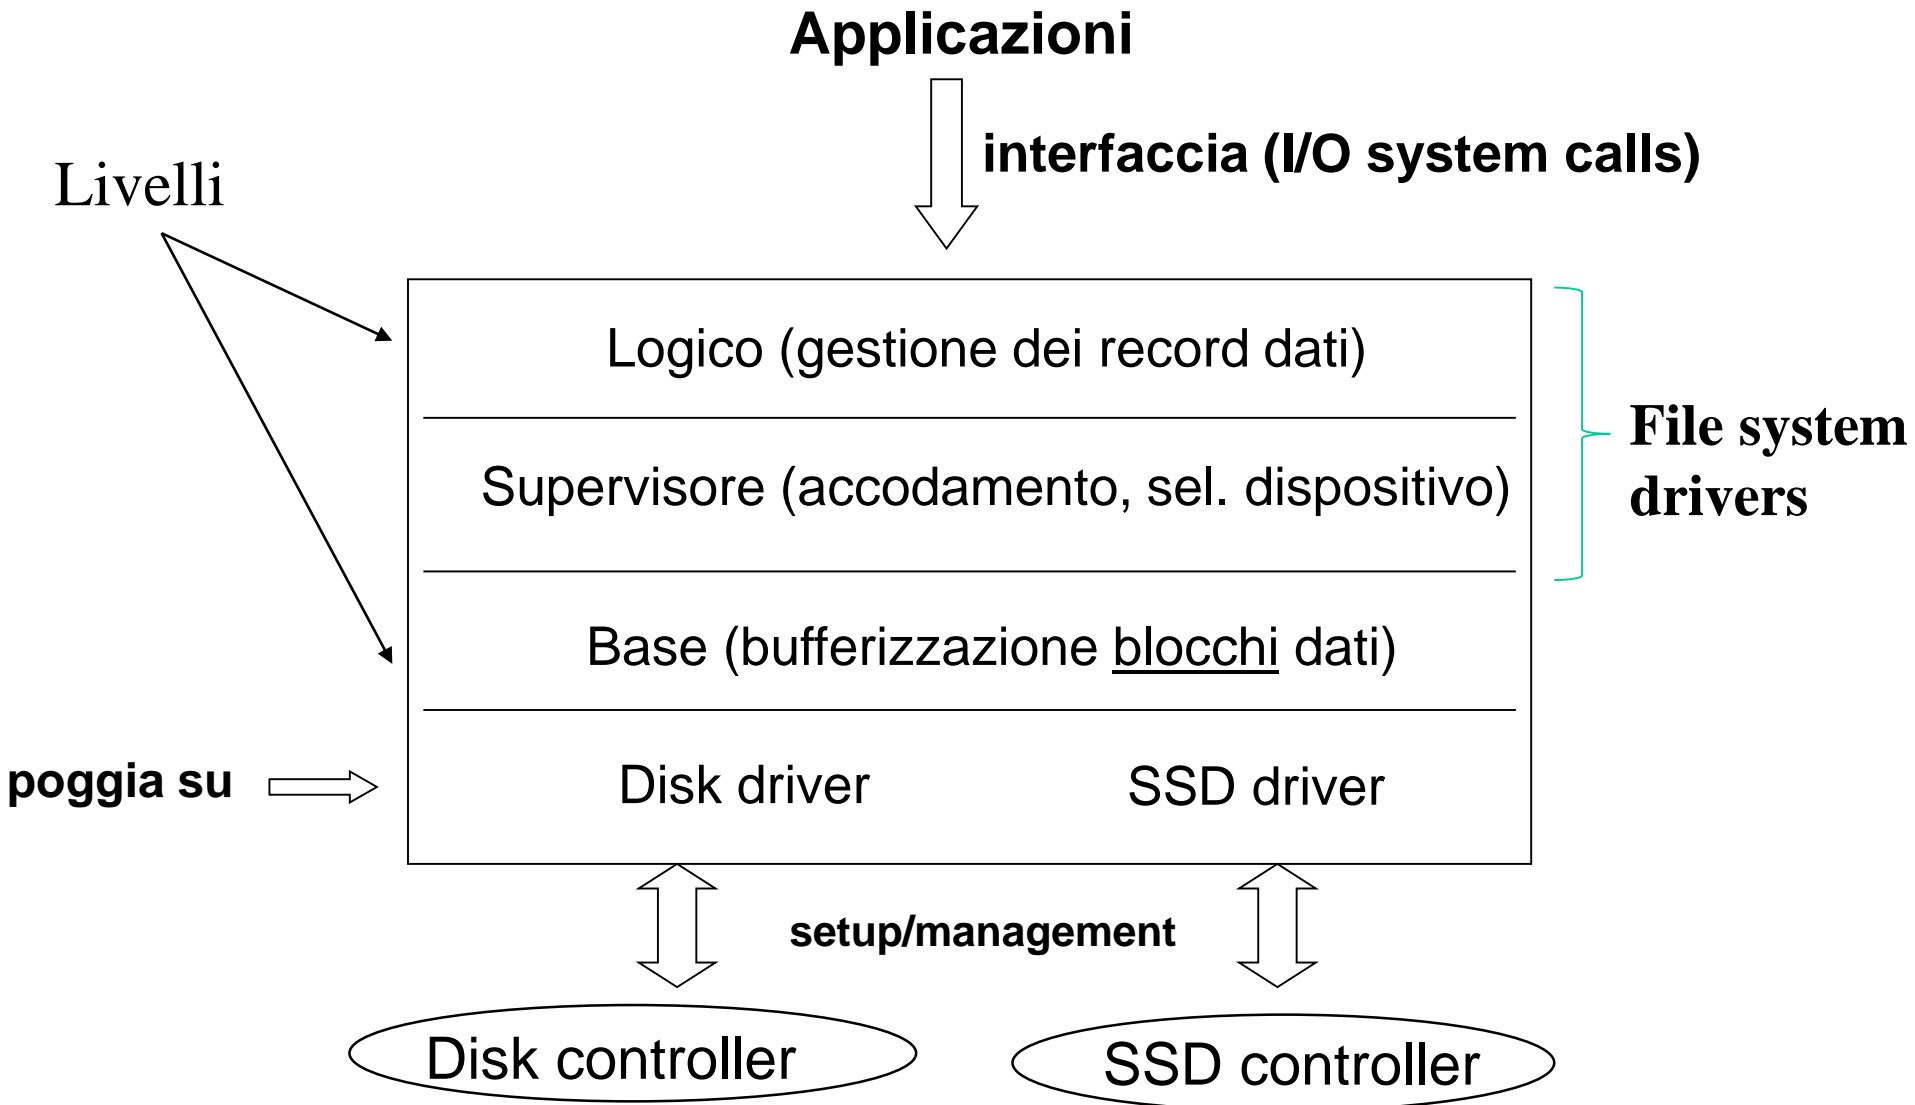 Applicazioni
interfaccia (I/O system calls)
Livelli
Logico (gestione dei record dati)
Supervisore (accodamento, sel. dispositivo)
File system
drivers
Base (bufferizzazione blocchi dati)
poggia su
Disk driver
SSD driver
setup/management
Disk controller
SSD controller